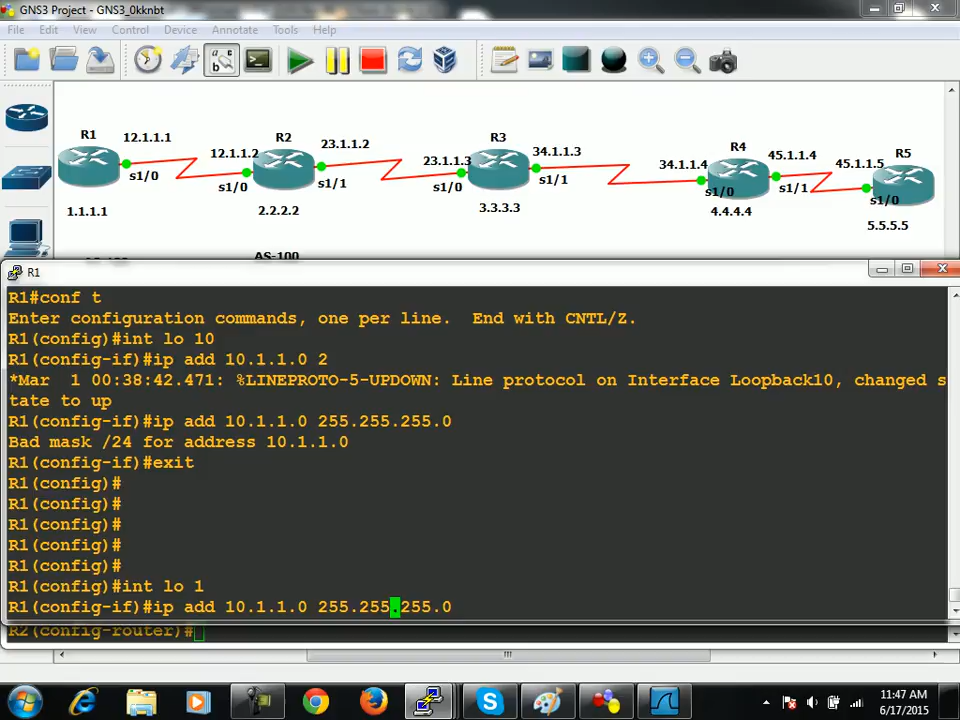 GNS3 Project - GNS3_0kknbt
File Edit View Control Device Annotate Tools Help
R1
12.1.1.1
s1/0
1.1.1.1
12.1.1.2
s1/0
R2
23.1.1.2
s1/1
2.2.2.2
23.1.1.3
s1/0
R3
34.1.1.3
s1/1
3.3.3.3
34.1.1.4
s1/0
R4
45.1.1.4
s1/1
4.4.4.4
45.1.1.5
s1/0
R5
5.5.5.5
AS-100
R1
R1#conf t
Enter configuration commands, one per line.  End with CNTL/Z.
R1(config)#int lo 10
R1(config-if)#ip add 10.1.1.0 2
*Mar  1 00:38:42.471: %LINEPROTO-5-UPDOWN: Line protocol on Interface Loopback10, changed s
tate to up
R1(config-if)#ip add 10.1.1.0 255.255.255.0
Bad mask /24 for address 10.1.1.0
R1(config-if)#exit
R1(config)#
R1(config)#
R1(config)#
R1(config)#
R1(config)#
R1(config)#int lo 1
R1(config-if)#ip add 10.1.1.0 255.255.255.0
R2(config-router)#
11:47 AM
6/17/2015